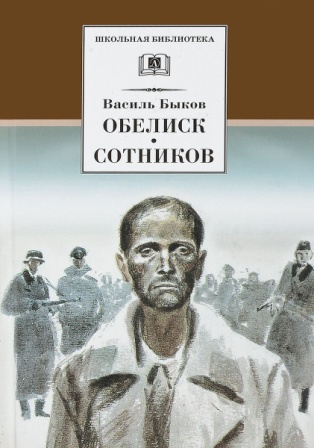 ШКОЛЬНАЯ БИБЛИОТЕКА
Василь Быков
ОБЕЛИСК
•
СОТНИКОВ